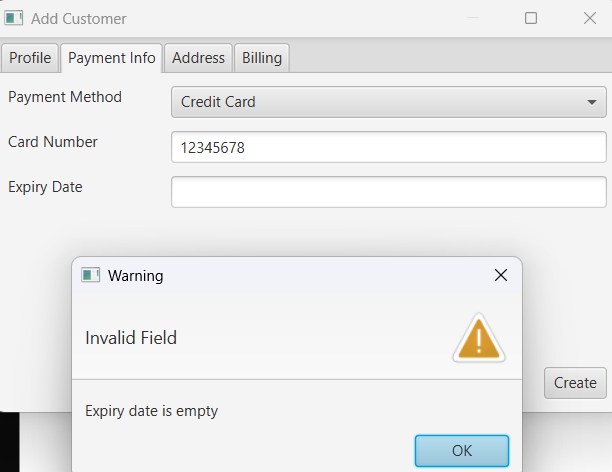 Add Customer
Profile Payment Info Address Billing
Payment Method Credit Card
Card Number 12345678
Expiry Date
Warning
Invalid Field
Create
Expiry date is empty
OK